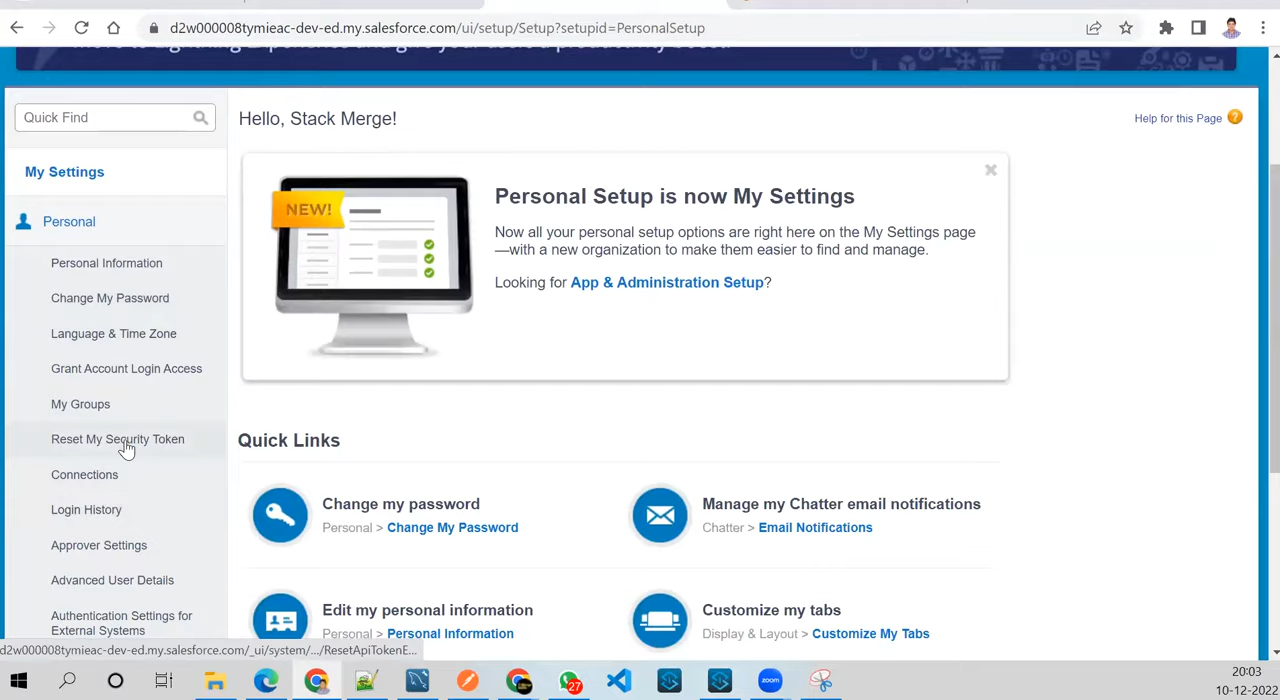 d2w000008tymieac-dev-ed.my.salesforce.com/ui/setup/Setup?setupid=PersonalSetup
Quick Find
Hello, Stack Merge!
Help for this Page
?
My Settings
NEW!
Personal Setup is now My Settings
Now all your personal setup options are right here on the My Settings page
—with a new organization to make them easier to find and manage.
Looking for App & Administration Setup?
Personal
Personal Information
Change My Password
Language & Time Zone
Grant Account Login Access
My Groups
Reset My Security Token
Connections
Login History
Approver Settings
Advanced User Details
Authentication Settings for
External Systems
Quick Links
Change my password
Personal > Change My Password
Manage my Chatter email notifications
Chatter > Email Notifications
Edit my personal information
Personal > Personal Information
Customize my tabs
Display & Layout > Customize My Tabs
d2w000008tymieac-dev-ed.my.salesforce.com/_ui/system/.../ResetApiTokenE...
27
zoom
20:03
10-12-2022